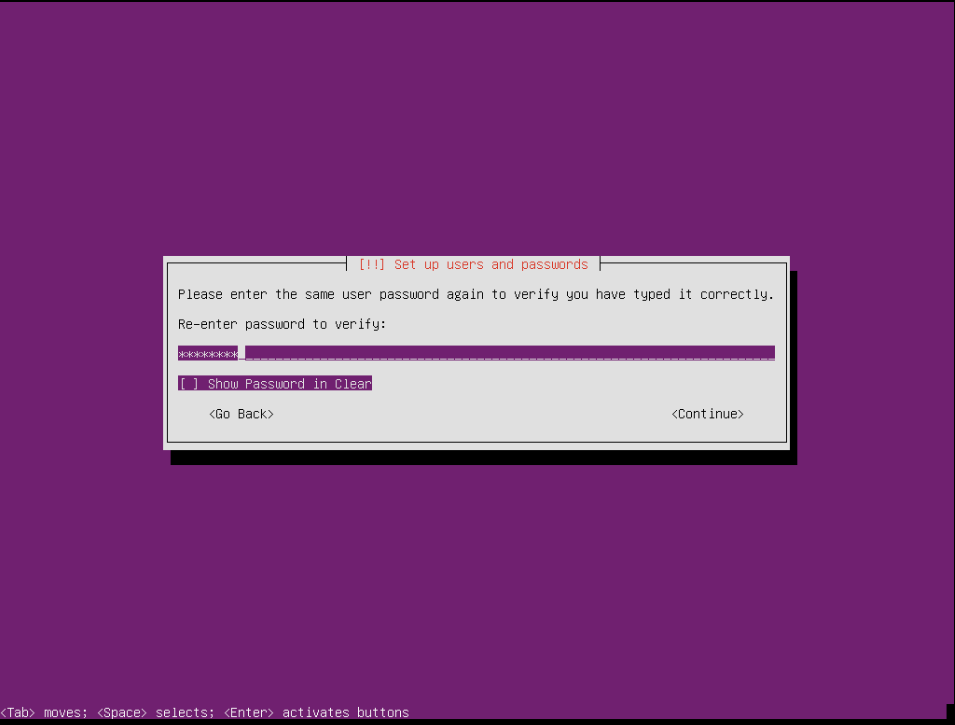 [!!] Set up users and passwords
Please enter the same user password again to verify you have typed it correctly.
Re-enter password to verify:
********_______________________________________________________________________
[ ] Show Password in Clear
<Go Back> <Continue>
<Tab> moves; <Space> selects; <Enter> activates buttons